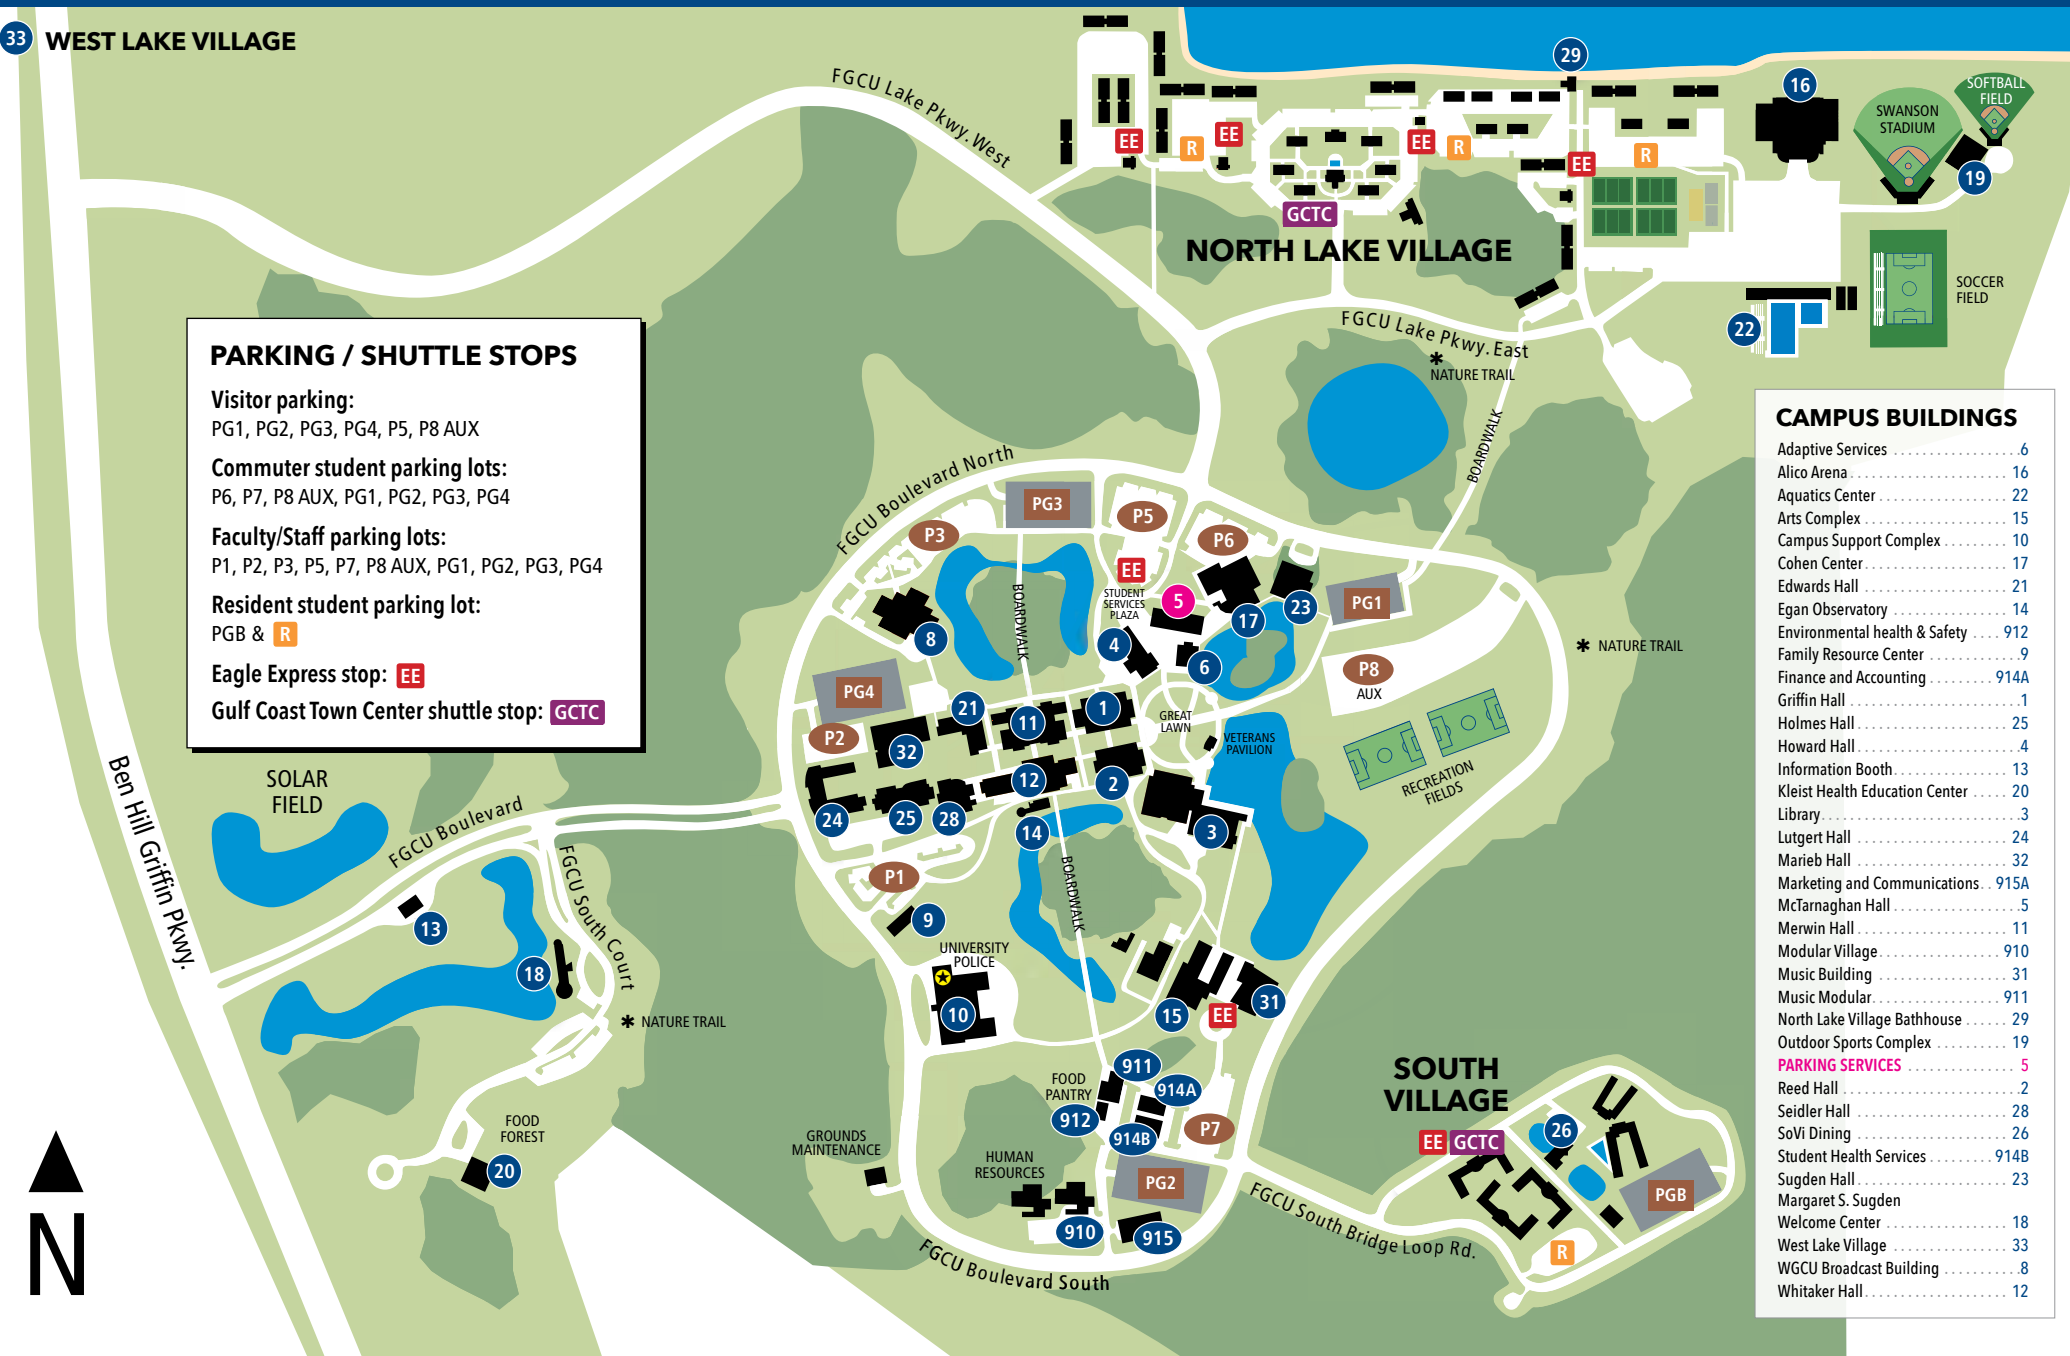 33 WEST LAKE VILLAGE
FGCU Lake Pkwy. West
29
16
SOFTBALL
FIELD
SWANSON
STADIUM
19
EE
R
EE
EE
R
EE
R
GCTC
NORTH LAKE VILLAGE
SOCCER
FIELD
22
FGCU Lake Pkwy. East
NATURE TRAIL
BOARDWALK
PARKING / SHUTTLE STOPS
Visitor parking:
PG1, PG2, PG3, PG4, P5, P8 AUX
Commuter student parking lots:
P6, P7, P8 AUX, PG1, PG2, PG3, PG4
Faculty/Staff parking lots:
P1, P2, P3, P5, P7, P8 AUX, PG1, PG2, PG3, PG4
Resident student parking lot:
PGB & R
Eagle Express stop: EE
Gulf Coast Town Center shuttle stop: GCTC
FGCU Boulevard North
PG3
P5
P3
P6
EE
STUDENT
SERVICES
PLAZA
5
23
PG1
17
BOARDWALK
8
4
6
NATURE TRAIL
P8
AUX
PG4
21
11
1
GREAT
LAWN
P2
32
VETERANS
PAVILION
12
2
RECREATION
FIELDS
24
25
28
14
3
P1
BOARDWALK
9
UNIVERSITY
POLICE
10
15
EE
31
SOLAR
FIELD
Ben Hill Griffin Pkwy.
FGCU Boulevard
FGCU South Court
13
18
NATURE TRAIL
FOOD
FOREST
20
N
911
FOOD
PANTRY
914A
912
914B
P7
GROUNDS
MAINTENANCE
HUMAN
RESOURCES
PG2
910
915
FGCU Boulevard South
FGCU South Bridge Loop Rd.
SOUTH
VILLAGE
EE GCTC
26
PGB
R
CAMPUS BUILDINGS
Adaptive Services 6
Alico Arena 16
Aquatics Center 22
Arts Complex 15
Campus Support Complex 10
Cohen Center 17
Edwards Hall 21
Egan Observatory 14
Environmental health & Safety 912
Family Resource Center 9
Finance and Accounting 914A
Griffin Hall 1
Holmes Hall 25
Howard Hall 4
Information Booth 13
Kleist Health Education Center 20
Library 3
Lutgert Hall 24
Marieb Hall 32
Marketing and Communications 915A
McTarnaghan Hall 5
Merwin Hall 11
Modular Village 910
Music Building 31
Music Modular 911
North Lake Village Bathhouse 29
Outdoor Sports Complex 19
PARKING SERVICES 5
Reed Hall 2
Seidler Hall 28
SoVi Dining 26
Student Health Services 914B
Sugden Hall 23
Margaret S. Sugden
Welcome Center 18
West Lake Village 33
WGCU Broadcast Building 8
Whitaker Hall 12